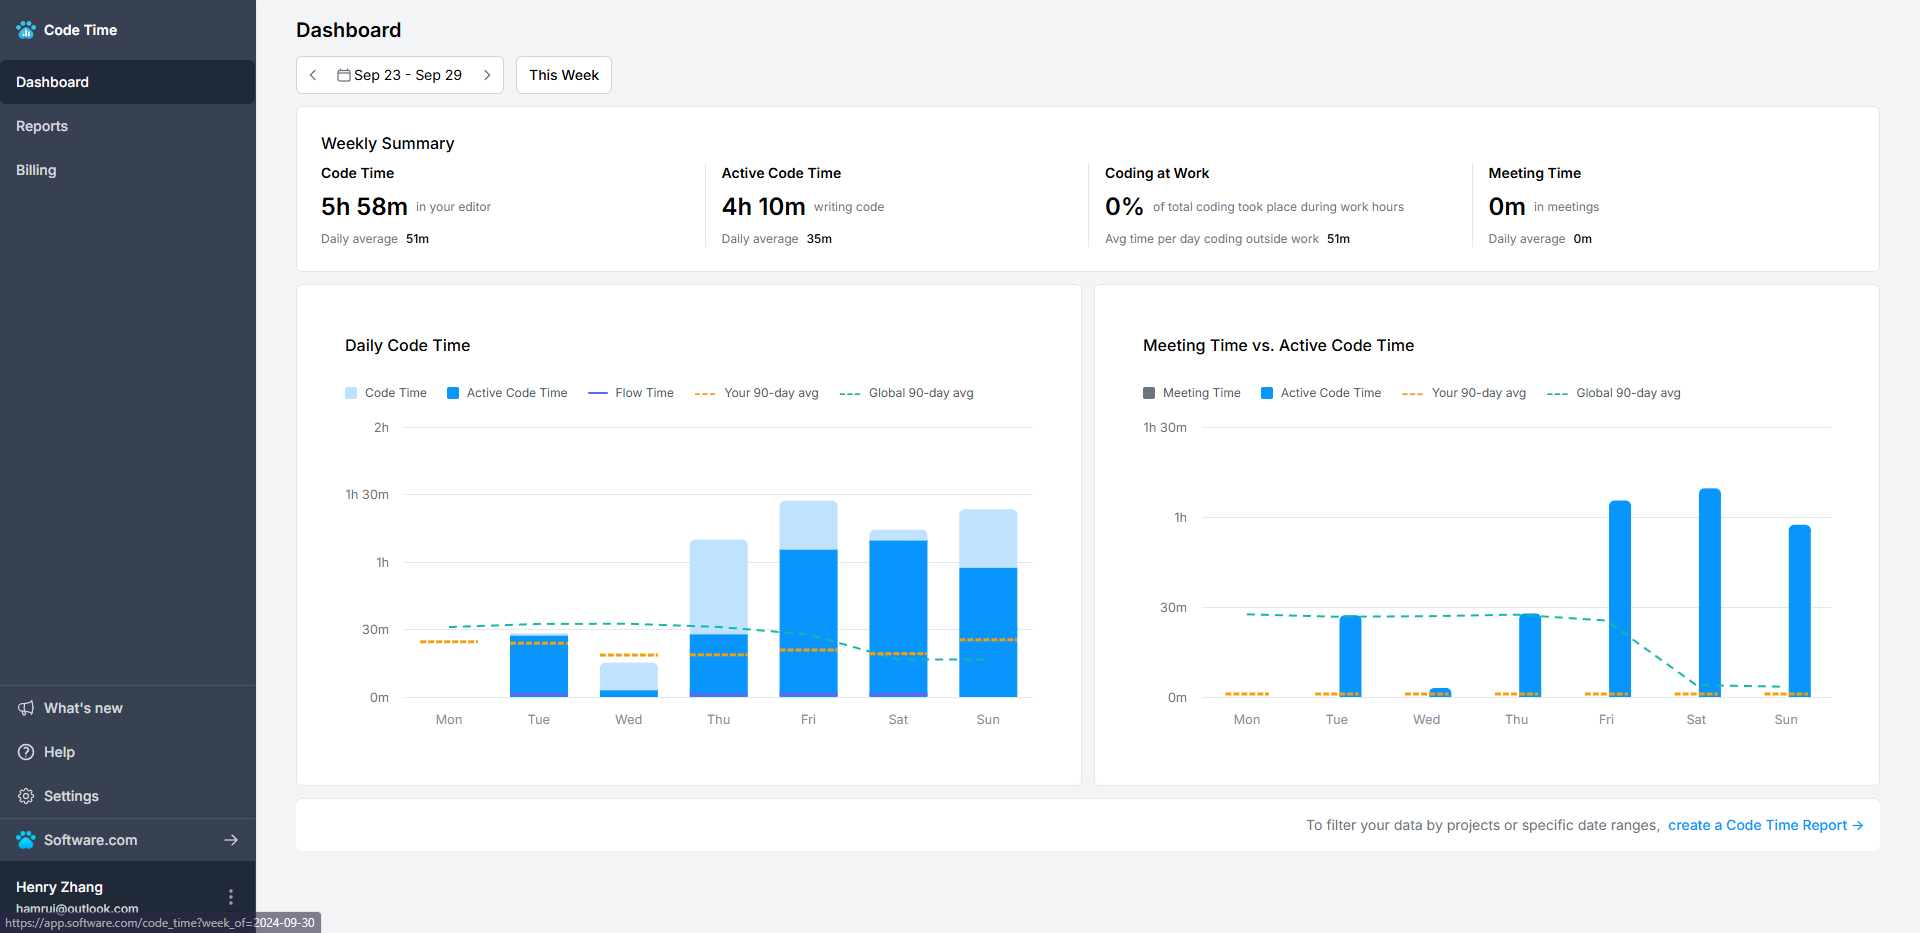 Code Time
Dashboard
Reports
Billing
What's new
Help
Settings
Software.com
Henry Zhang
hamrui@outlook.com
https://app.software.com/code_time?week_of=2024-09-30
Dashboard
Sep 23 - Sep 29
This Week
Weekly Summary
Code Time
5h 58m in your editor
Daily average 51m
Active Code Time
4h 10m writing code
Daily average 35m
Coding at Work
0% of total coding took place during work hours
Avg time per day coding outside work 51m
Meeting Time
0m in meetings
Daily average 0m
Daily Code Time
Code Time Active Code Time Flow Time Your 90-day avg Global 90-day avg
2h
1h 30m
1h
30m
0m
Mon Tue Wed Thu Fri Sat Sun
Meeting Time vs. Active Code Time
Meeting Time Active Code Time Your 90-day avg Global 90-day avg
1h 30m
1h
30m
0m
Mon Tue Wed Thu Fri Sat Sun
To filter your data by projects or specific date ranges, create a Code Time Report →